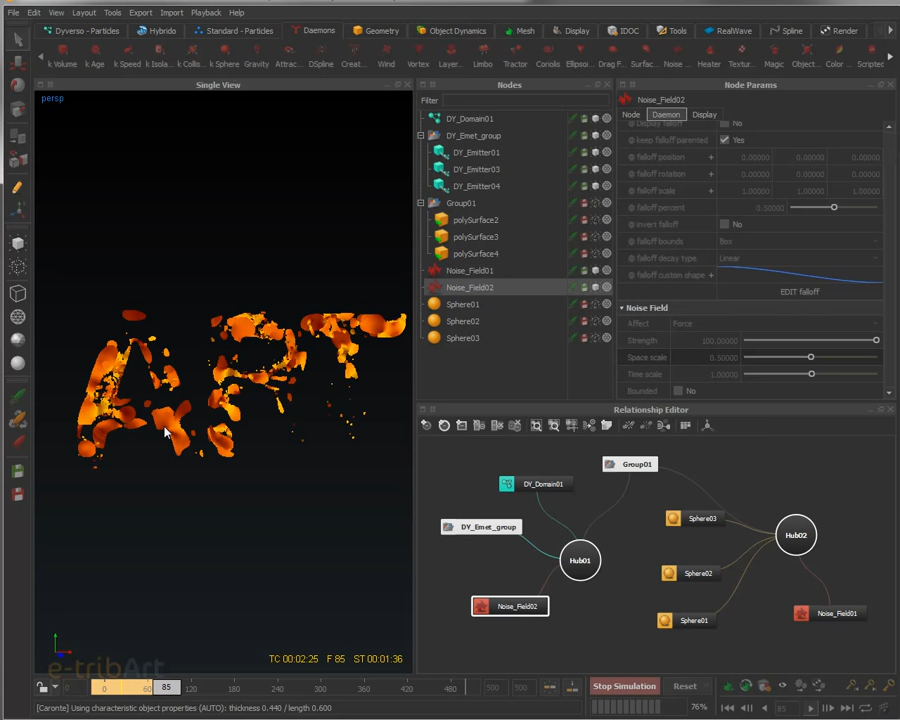 File Edit View Layout Tools Export Import Playback Help
Dyverso - Particles Hybrido Standard - Particles Daemons Geometry Object Dynamics Mesh Display IDOC Tools RealWave Spline Render
k Volume k Age k Speed k Isola... k Collis... k Sphere Gravity Attrac... DSpline Creat... Wind Vortex Layer... Limbo Tractor Coriolis Ellipsoi... Drag F... Surfac... Noise ... Heater Textur... Magic Object... Color ... Scripted
Single View
Nodes
Node Params
persp
Filter
Noise_Field02
Node Daemon Display
DY_Domain01
DY_Emet_group
DY_Emitter01
DY_Emitter03
DY_Emitter04
Group01
polySurface2
polySurface3
polySurface4
Noise_Field01
Noise_Field02
Sphere01
Sphere02
Sphere03
@ Display falloff No
@ keep falloff parented Yes
@ falloff position + 0.00000 0.00000 0.00000
@ falloff rotation + 0.00000 0.00000 0.00000
@ falloff scale + 1.00000 1.00000 1.00000
@ falloff percent 0.50000
@ invert falloff No
@ falloff bounds Box
@ falloff decay type Linear
@ falloff custom shape +
EDIT falloff
Noise Field
Affect Force
Strength 100.00000
Space scale 0.50000
Time scale 1.00000
Bounded No
Relationship Editor
Group01
DY_Domain01
DY_Emet_group
Hub01
Noise_Field02
Sphere03
Sphere02
Sphere01
Hub02
Noise_Field01
ART
e-tribArt
TC 00:02:25 F 85 ST 00:01:36
0 0 60 85 120 180 240 300 360 420 480 500 500
Stop Simulation Reset
[Caronte] Using characteristic object properties (AUTO): thickness 0.440 / length 0.600
76%
85